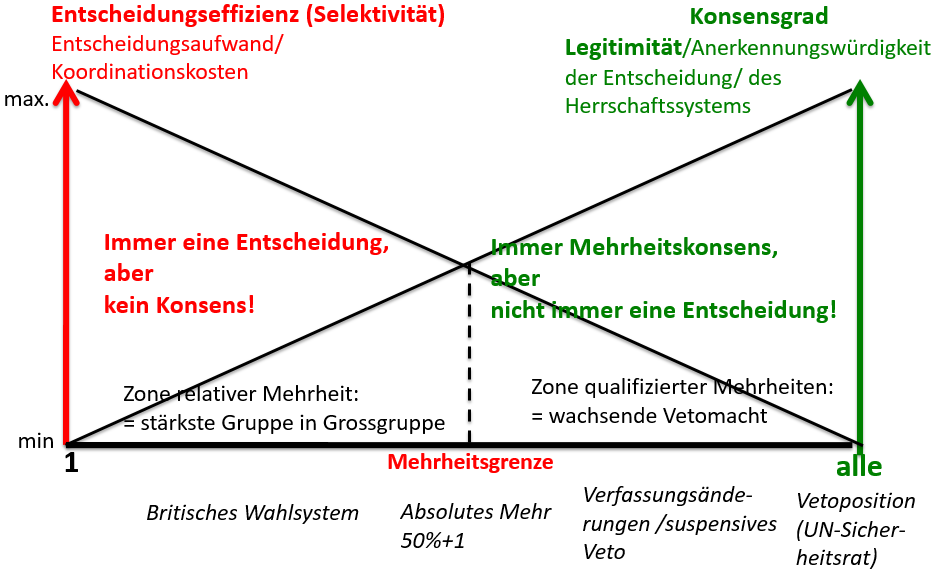 Entscheidungseffizienz (Selektivität)
Entscheidungsaufwand/
Koordinationskosten
Konsensgrad
Legitimität/Anerkennungswürdigkeit
der Entscheidung/ des
Herrschaftssystems
max.
Immer eine Entscheidung,
aber
kein Konsens!
Immer Mehrheitskonsens,
aber
nicht immer eine Entscheidung!
Zone relativer Mehrheit:
= stärkste Gruppe in Grossgruppe
Zone qualifizierter Mehrheiten:
= wachsende Vetomacht
min
1
Mehrheitsgrenze
alle
Britisches Wahlsystem
Absolutes Mehr
50%+1
Verfassungsände-
rungen /suspensives
Veto
Vetoposition
(UN-Sicher-
heitsrat)